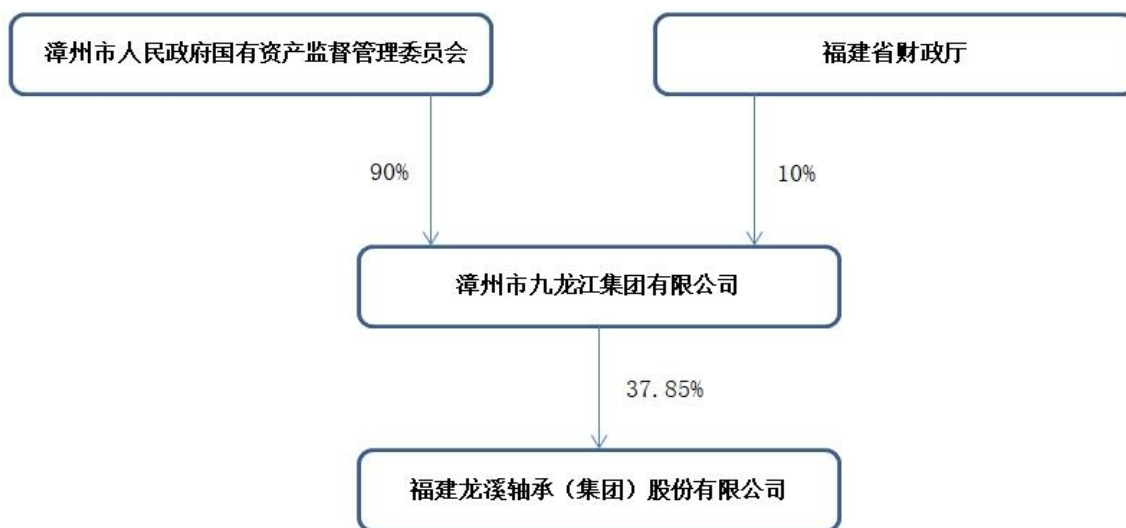 漳州市人民政府国有资产监督管理委员会
福建省财政厅
90%
10%
漳州市九龙江集团有限公司
37.85%
福建龙溪轴承（集团）股份有限公司